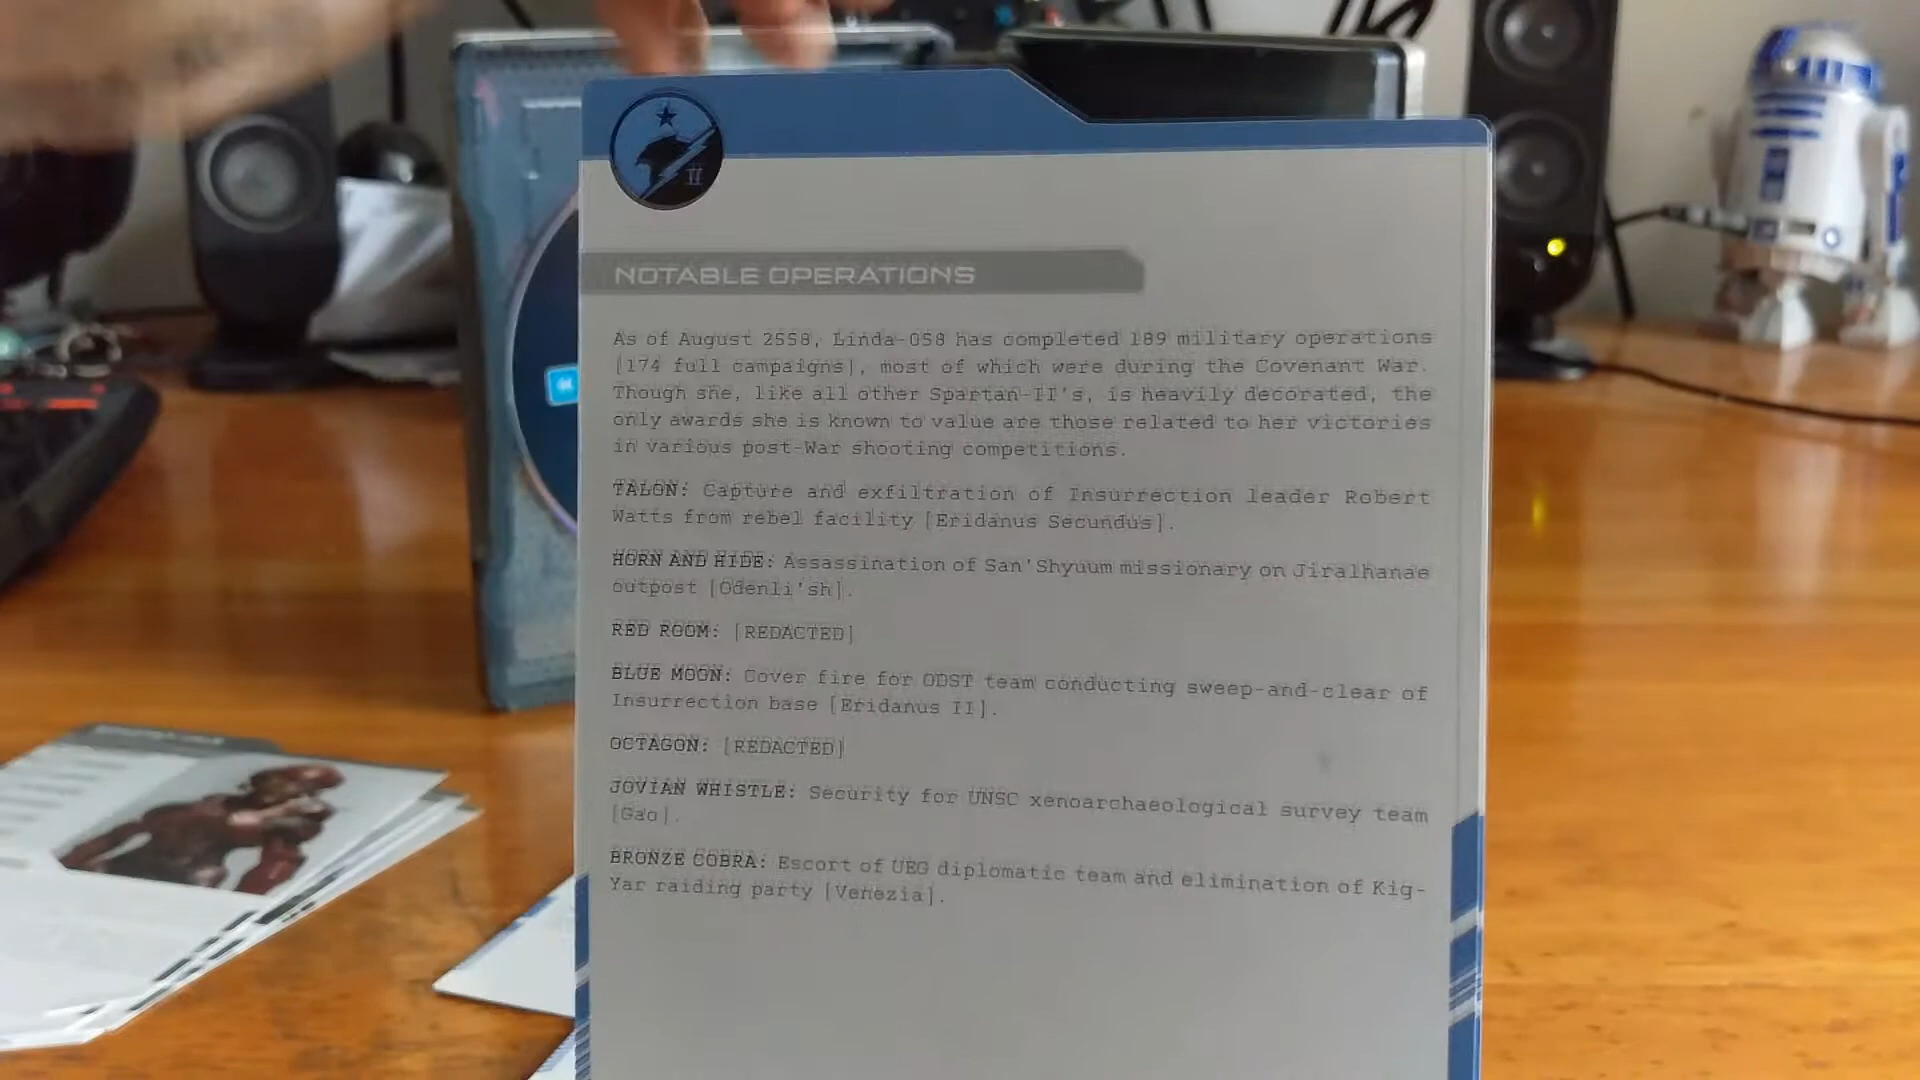 II
NOTABLE OPERATIONS
As of August 2558, Linda-058 has completed 189 military operations
[174 full campaigns], most of which were during the Covenant War.
Though she, like all other Spartan-II's, is heavily decorated, the
only awards she is known to value are those related to her victories
in various post-War shooting competitions.
TALON: Capture and exfiltration of Insurrection leader Robert
Watts from rebel facility [Eridanus Secundus].
HORN AND HIDE: Assassination of San'Shyuum missionary on Jiralhanae
outpost [Odenli'sh].
RED ROOM: [REDACTED]
BLUE MOON: Cover fire for ODST team conducting sweep-and-clear of
Insurrection base [Eridanus II].
OCTAGON: [REDACTED]
JOVIAN WHISTLE: Security for UNSC xenoarchaeological survey team
[Gao].
BRONZE COBRA: Escort of UEG diplomatic team and elimination of Kig-
Yar raiding party [Venezia].